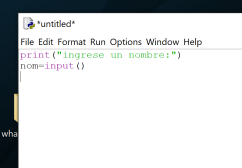 *untitled*
File Edit Format Run Options Window Help
print("ingrese un nombre:")
nom=input()
wha